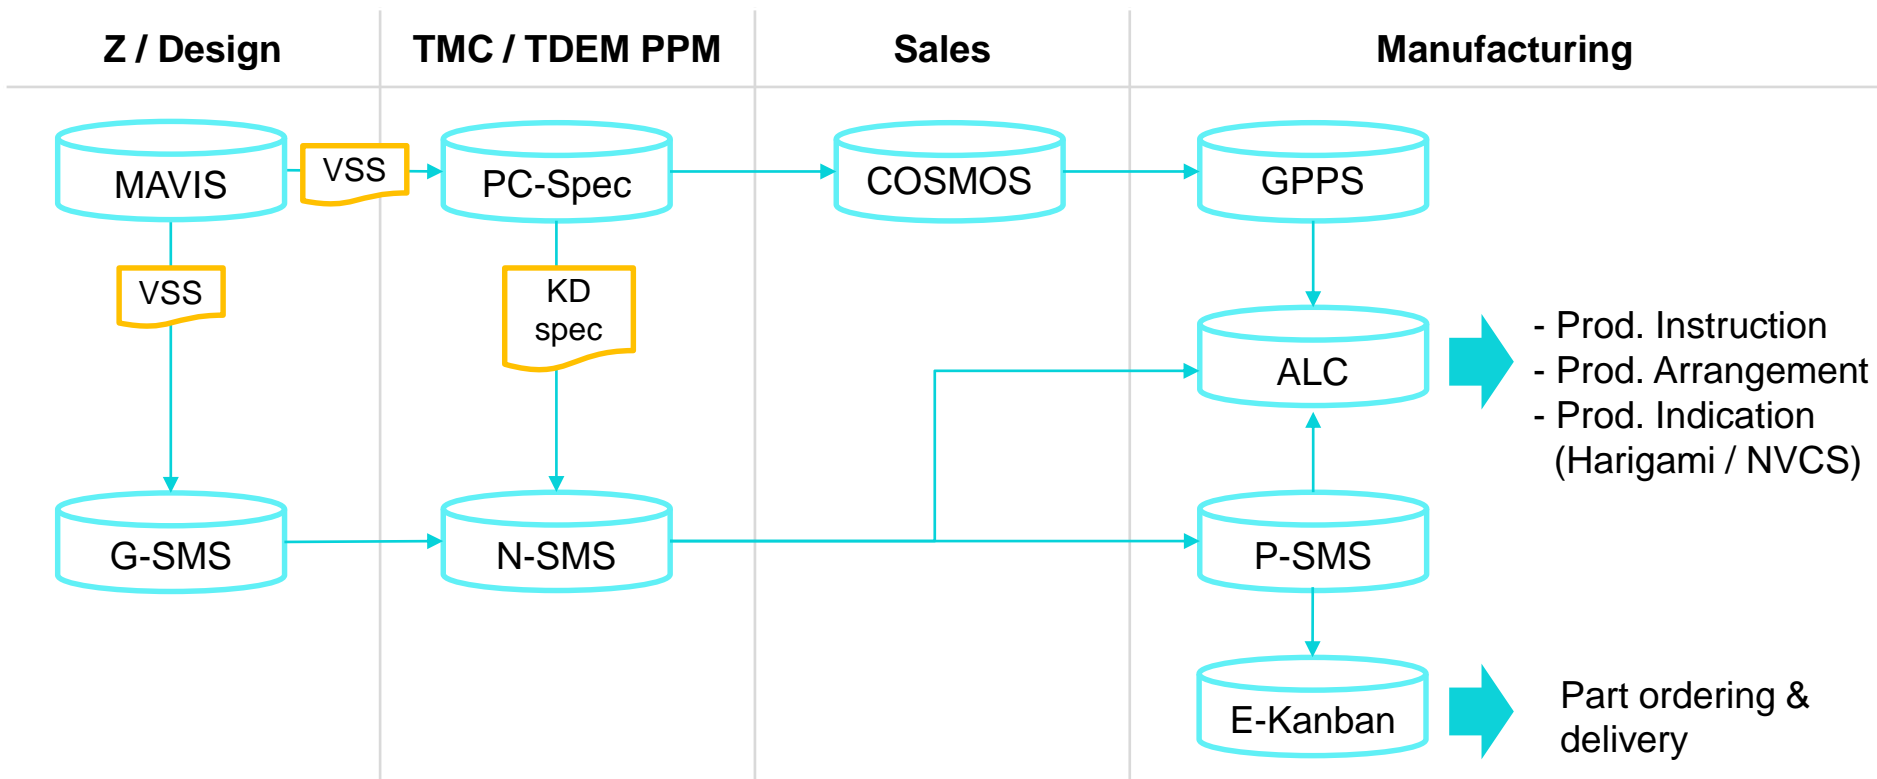 Z / Design
TMC / TDEM PPM
Sales
Manufacturing
MAVIS
VSS
PC-Spec
COSMOS
GPPS
VSS
KD
spec
ALC
- Prod. Instruction
- Prod. Arrangement
- Prod. Indication
(Harigami / NVCS)
G-SMS
N-SMS
P-SMS
E-Kanban
Part ordering &
delivery